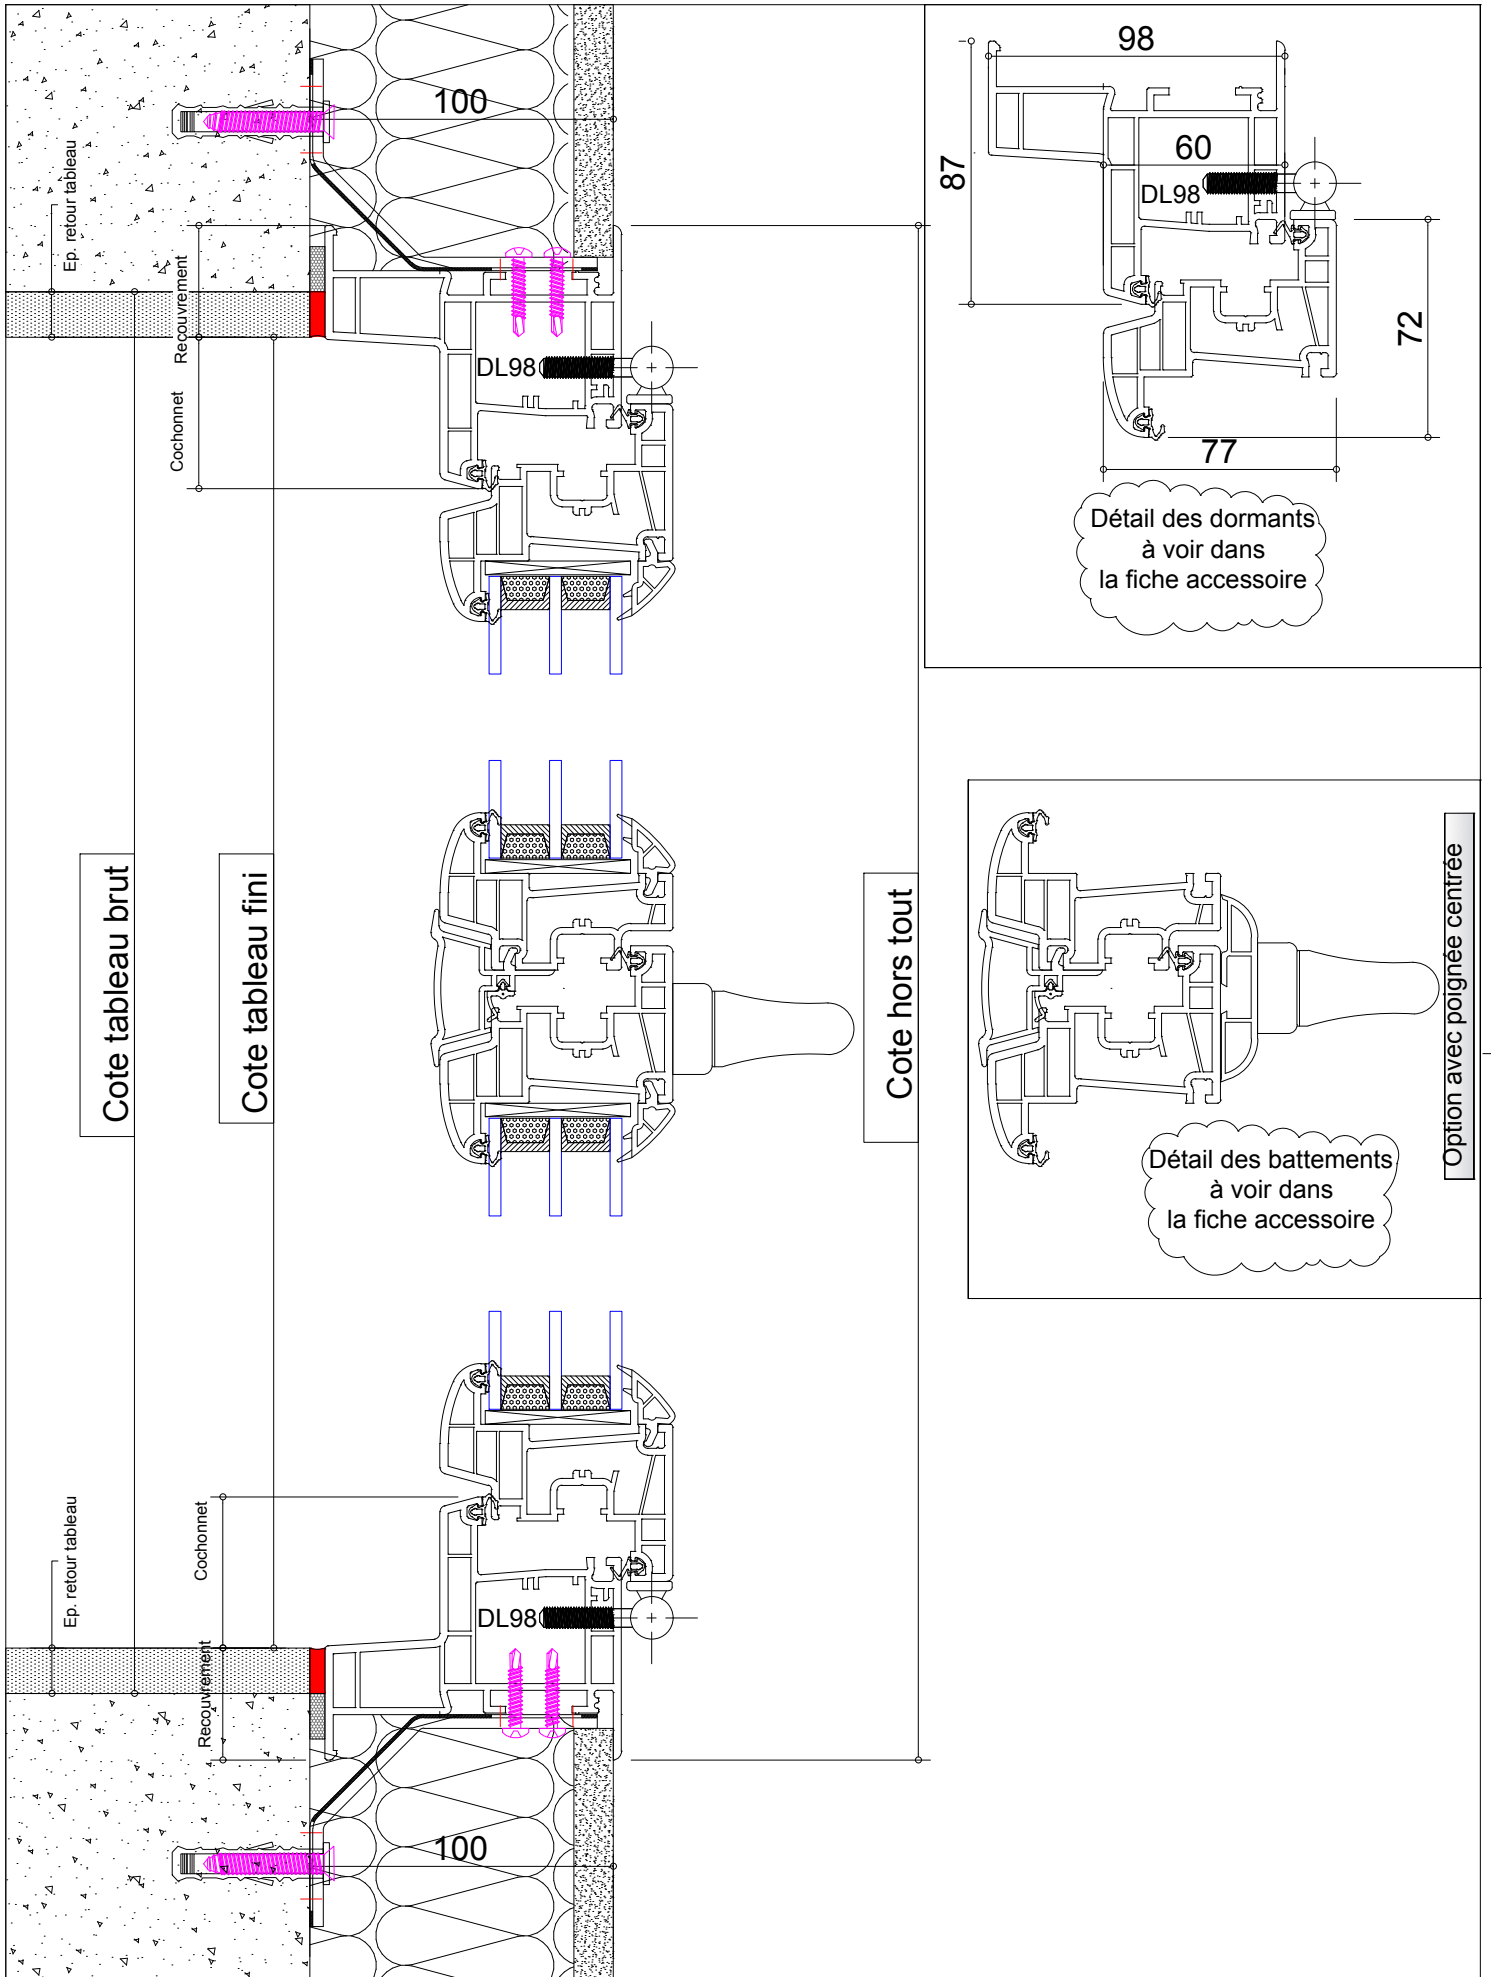 100
Ep. retour tableau
Recouvrement
Cochonnet
DL98
98
87
60
DL98
72
77
Détail des dormants
à voir dans
la fiche accessoire
Cote tableau brut
Cote tableau fini
Cote hors tout
Option avec poignée centrée
Détail des battements
à voir dans
la fiche accessoire
Ep. retour tableau
Cochonnet
Recouvrement
DL98
100